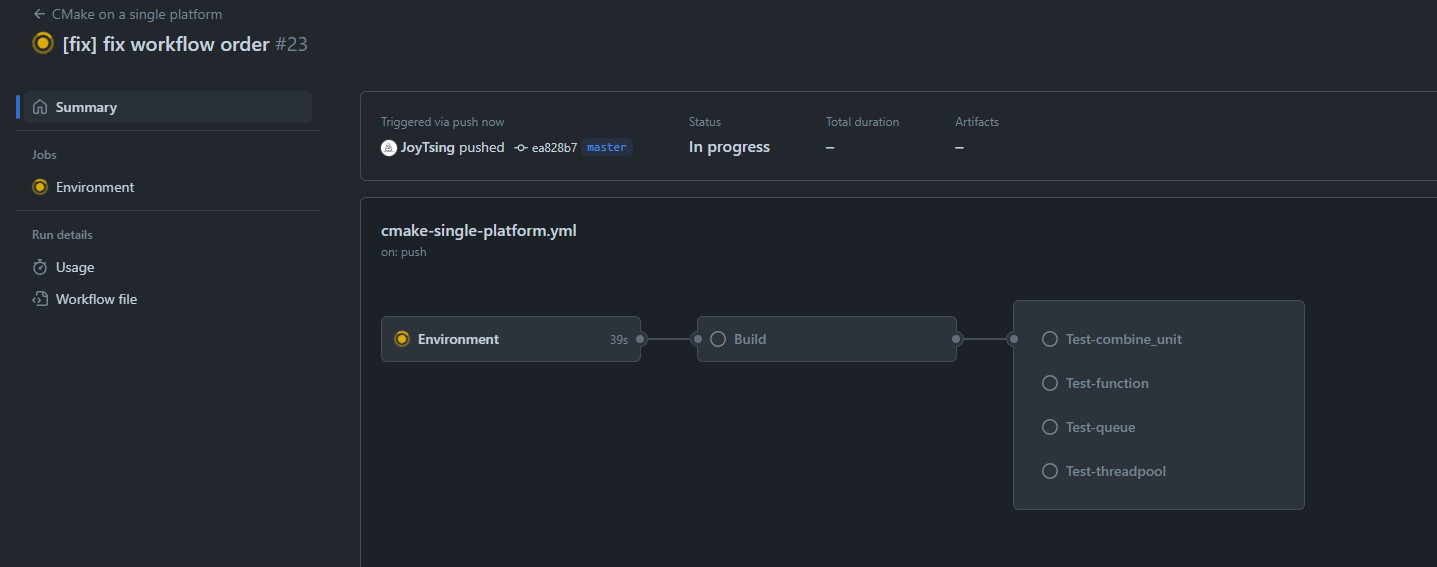 ← CMake on a single platform
[fix] fix workflow order #23
Summary
Jobs
Environment
Run details
Usage
Workflow file
Triggered via push now
JoyTsing pushed ea828b7 master
Status
In progress
Total duration
–
Artifacts
–
cmake-single-platform.yml
on: push
Environment 39s
Build
Test-combine_unit
Test-function
Test-queue
Test-threadpool